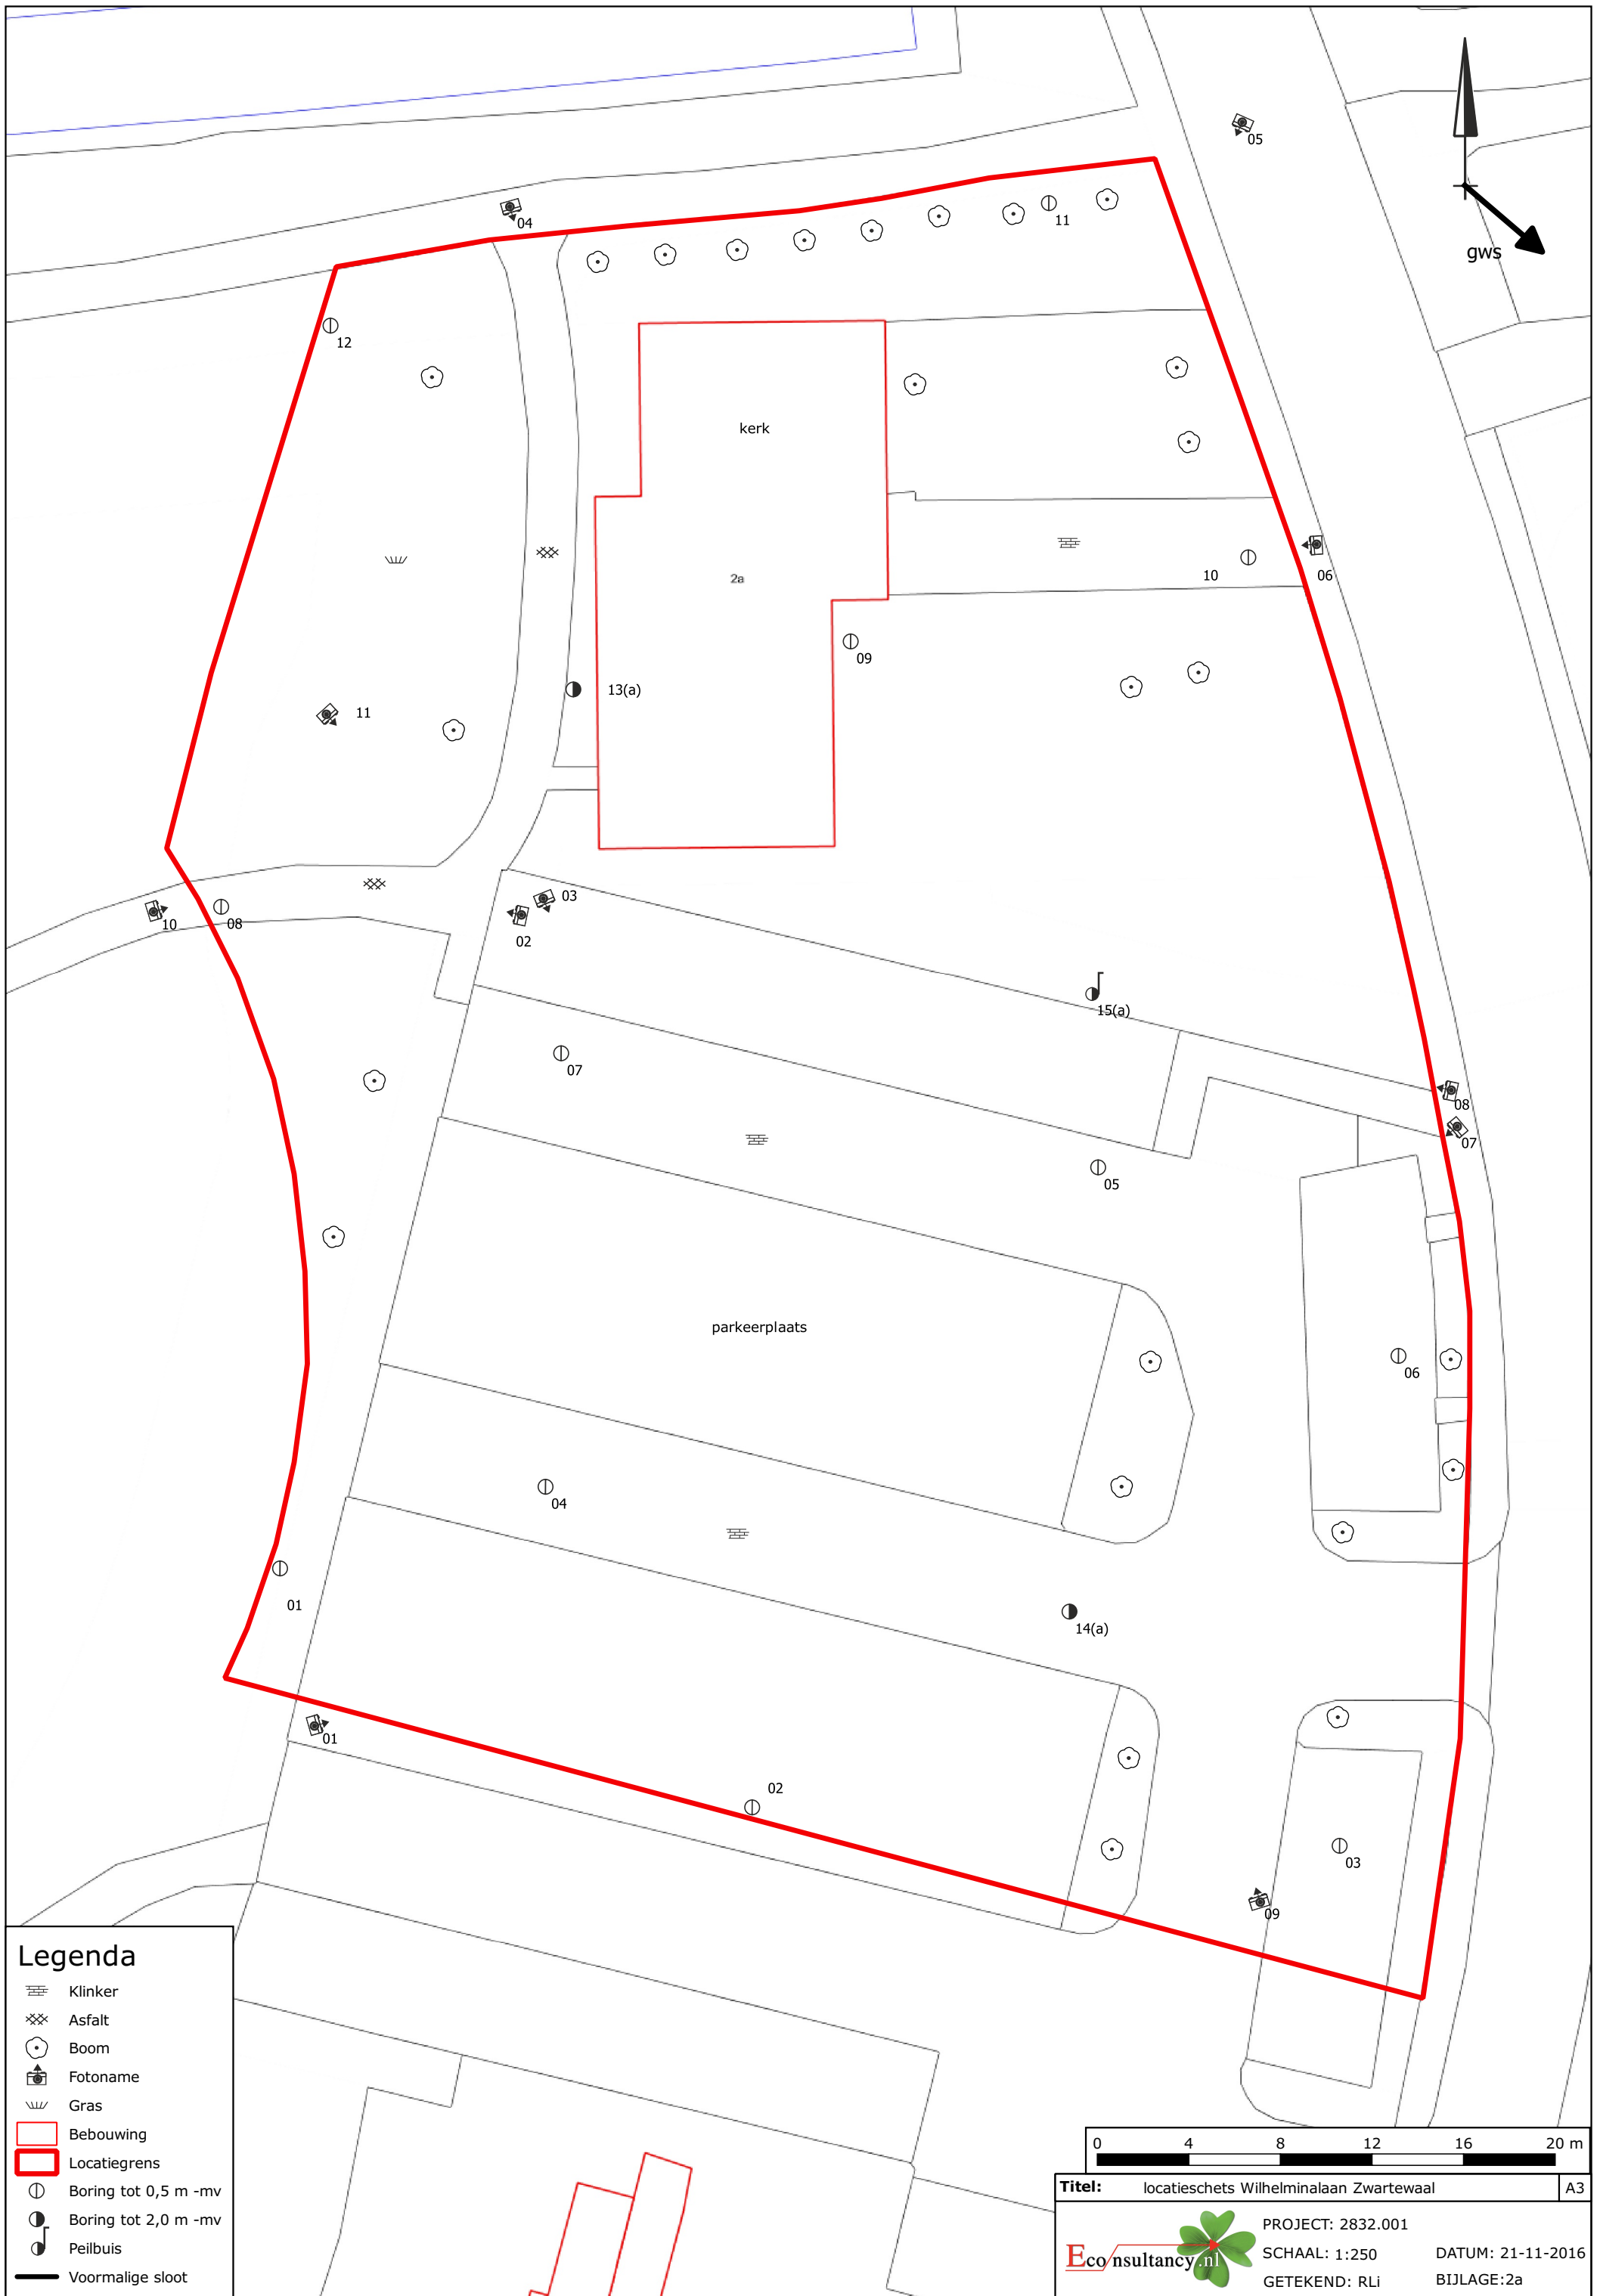 05
04
11
gws
12
kerk
2a
10
06
09
13(a)
11
03
10
08
02
15(a)
07
08
07
05
parkeerplaats
06
04
01
14(a)
01
02
03
09
Legenda
Klinker
Asfalt
Boom
Fotoname
Gras
Bebouwing
Locatiegrens
Boring tot 0,5 m -mv
Boring tot 2,0 m -mv
Peilbuis
Voormalige sloot
0 4 8 12 16 20 m
Titel: locatieschets Wilhelminalaan Zwartewaal A3
Econsultancy.nl
PROJECT: 2832.001
SCHAAL: 1:250 DATUM: 21-11-2016
GETEKEND: RLi BIJLAGE:2a